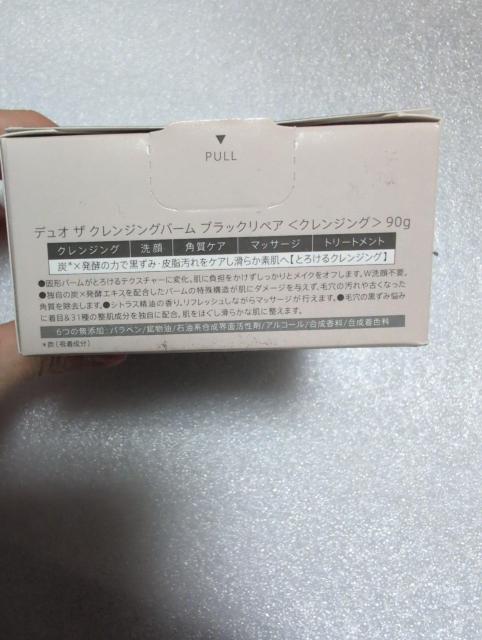 ▼
PULL
デュオ ザ クレンジングバーム ブラックリペア ＜クレンジング＞ 90g
クレンジング 洗顔 角質ケア マッサージ トリートメント
炭*×発酵の力で黒ずみ・皮脂汚れをケアし滑らか素肌へ【とろけるクレンジング】
●固形バームがとろけるテクスチャーに変化。肌に負担をかけずしっかりとメイクをオフします。W洗顔不要。
●独自の炭×発酵エキスを配合したバームの特殊構造が肌にダメージを与えず、毛穴の汚れや古くなった
角質を除去します。●シトラス精油の香り。リフレッシュしながらマッサージが行えます。●毛穴の黒ずみ悩み
に着目&31種の整肌成分を独自に配合。肌をほぐし滑らかな肌に整えます。
6つの無添加：パラベン/鉱物油/石油系合成界面活性剤/アルコール/合成香料/合成着色料
*炭（吸着成分）